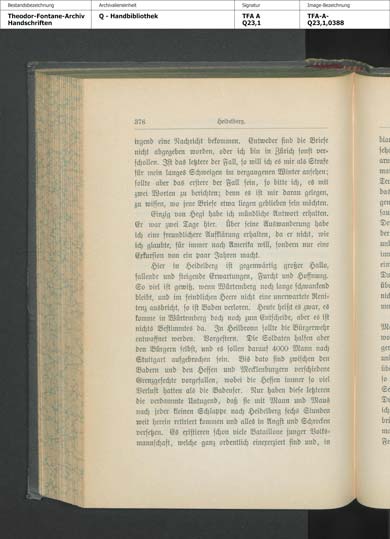 Bestandsbezeichnung
Theodor-Fontane-Archiv
Handschriften
Archivalieneinheit
Q - Handbibliothek
Signatur
TFA A
Q23,1
Image-Bezeichnung
TFA-A-
Q23,1,0388
376 Heidelberg.
irgend eine Nachricht bekommen. Entweder sind die Briefe
nicht abgegeben worden, oder ich bin in Zürich sonst ver-
schollen. Ist das letztere der Fall, so will ich es mir als Strafe
für mein langes Schweigen im vergangenen Winter ansehen;
sollte aber das erstere der Fall sein, so bitte ich, es mit
zwei Worten zu berichten; denn es ist mir daran gelegen,
zu wissen, wo jene Briefe etwa liegen geblieben sein möchten.
Einzig von Hegi habe ich mündliche Antwort erhalten.
Er war zwei Tage hier. Über seine Auswanderung habe
ich eine freundlichere Aufklärung erhalten, da er nicht, wie
ich glaubte, für immer nach Amerika will, sondern nur eine
Exkursion von ein paar Jahren macht.
Hier in Heidelberg ist gegenwärtig großer Hallo,
fallende und steigende Erwartungen, Furcht und Hoffnung.
So viel ist gewiß, wenn Württemberg noch lange schwankend
bleibt, und im feindlichen Heere nicht eine unerwartete Reni-
tenz ausbricht, so ist Baden verloren. Heute heißt es zwar, es
komme in Württemberg doch noch zum Entscheide, aber es ist
nichts Bestimmtes da. In Heilbronn sollte die Bürgerwehr
entwaffnet werden. Vorgestern. Die Soldaten halfen aber
den Bürgern selbst, und es sollen darauf 4000 Mann nach
Stuttgart aufgebrochen sein. Bis dato sind zwischen den
Badern und den Hessen und Mecklenburgern verschiedene
Grenzgefechte vorgefallen, wobei die Hessen immer so viel
Verlust hatten als die Badenser. Nur haben diese letzteren
die verdammte Untugend, daß sie mit Mann und Maus
nach jeder kleinen Schlappe nach Heidelberg sechs Stunden
weit herein retiriert kommen und alles in Angst und Schrecken
versetzen. Es existieren schon viele Bataillone junger Volks-
mannschaft, welche ganz ordentlich einexerziert sind und, in